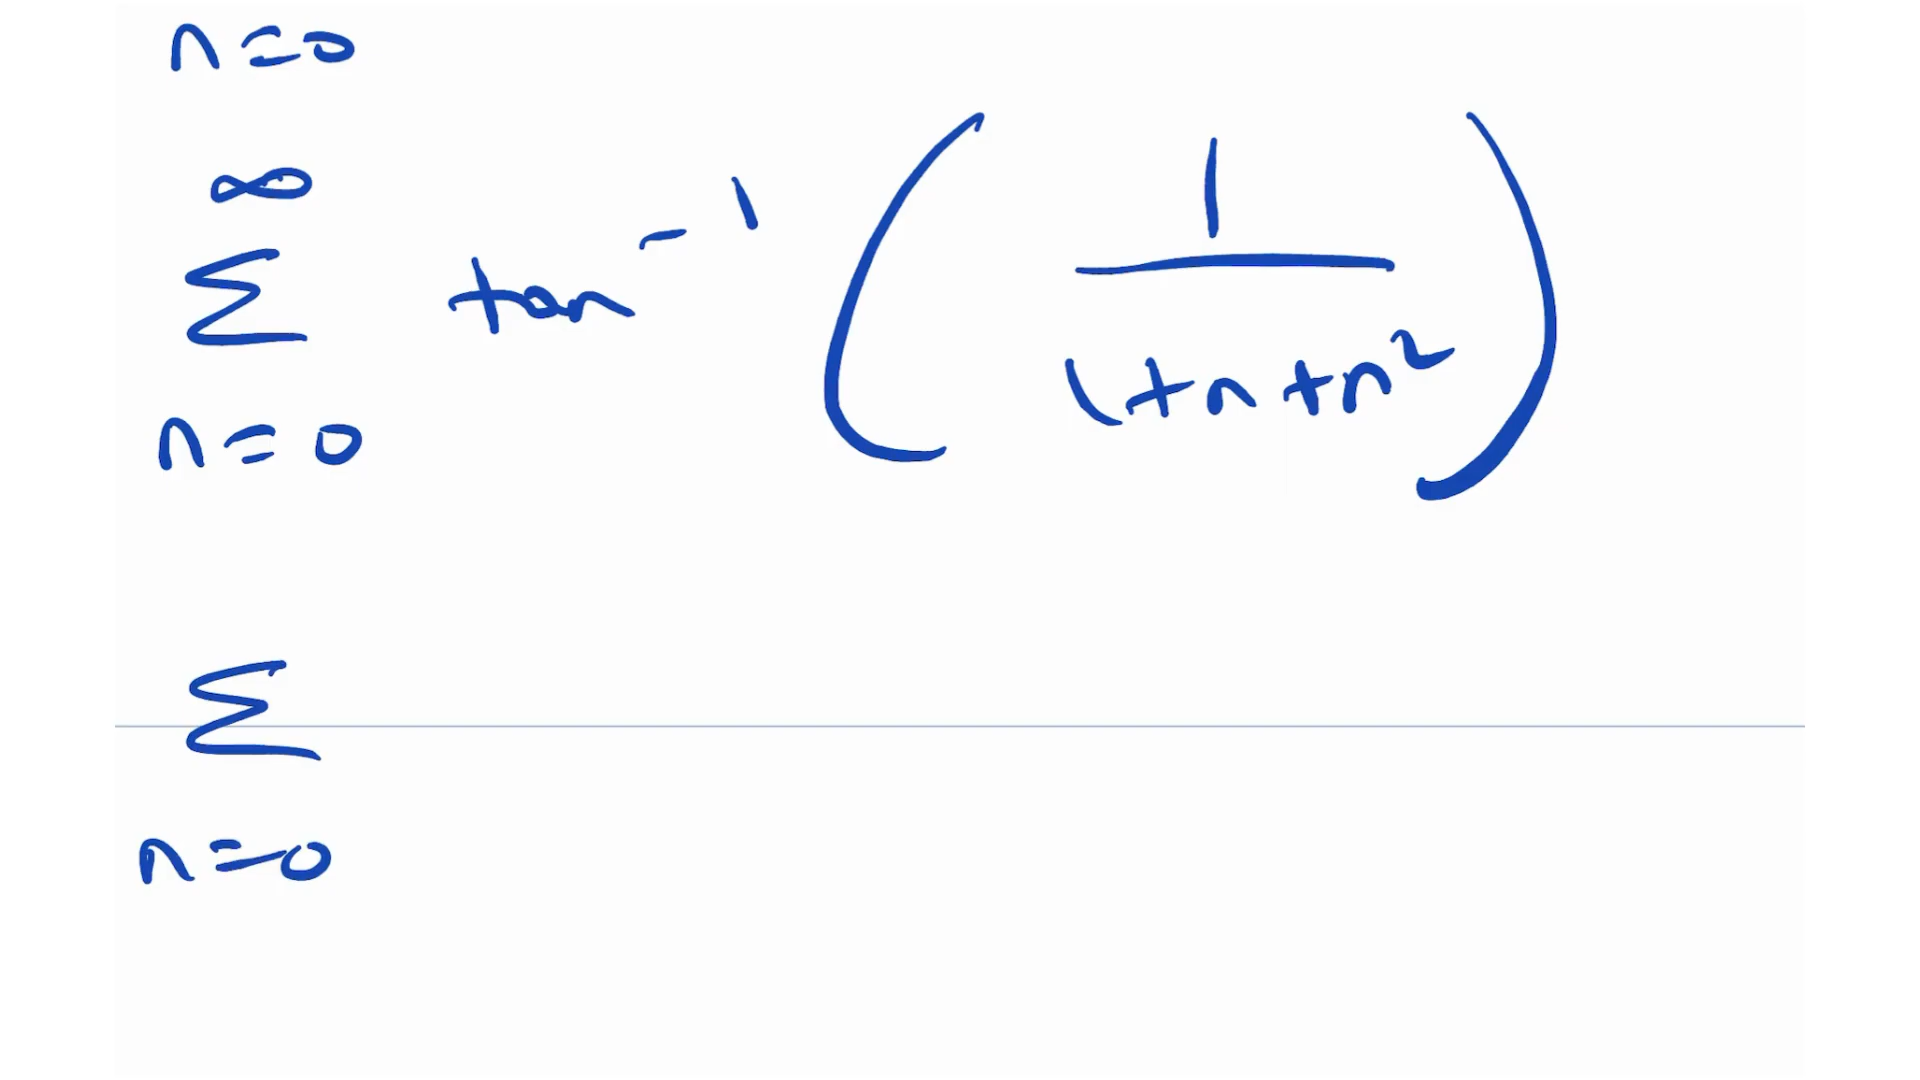 n=0
∞
Σ tan⁻¹ ( 1 / 1+n+n² )
n=0
Σ
n=0